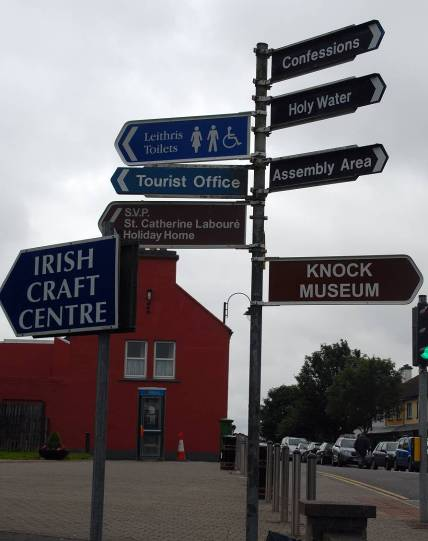 Confessions
Holy Water
Assembly Area
Leithris
Toilets
Tourist Office
S.V.P.
St. Catherine Labouré
Holiday Home
KNOCK
MUSEUM
IRISH
CRAFT
CENTRE